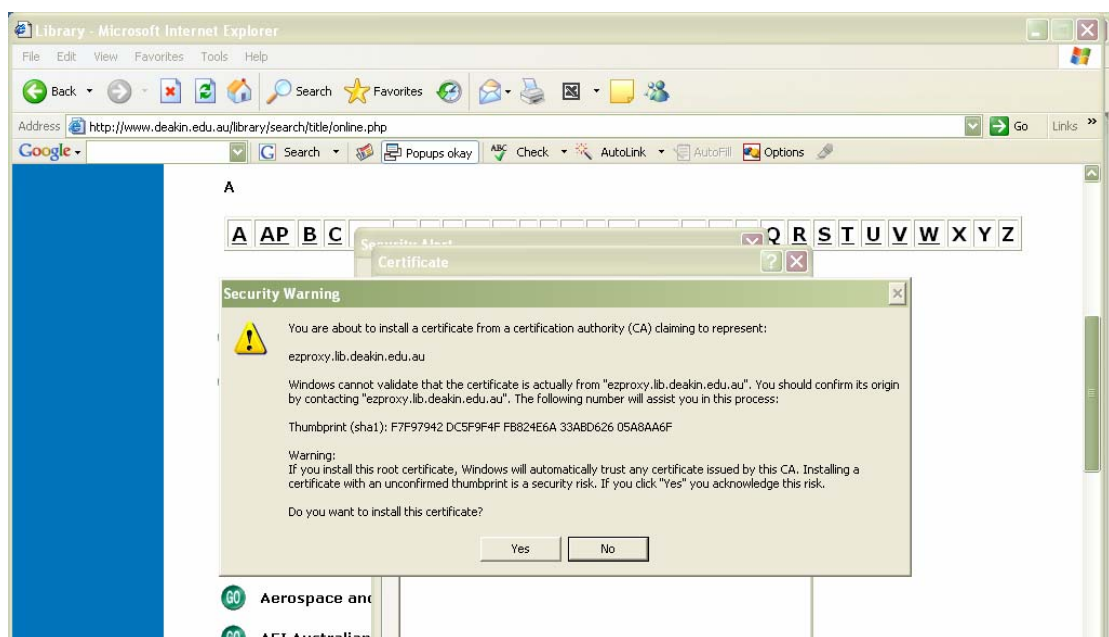 Library - Microsoft Internet Explorer
File Edit View Favorites Tools Help
Back Search Favorites
Address http://www.deakin.edu.au/library/search/title/online.php Go Links »
Google Search Popups okay ABC Check AutoLink AutoFill Options
A
A AP B C Q R S T U V W X Y Z
Security Alert
Certificate
Security Warning
You are about to install a certificate from a certification authority (CA) claiming to represent:
ezproxy.lib.deakin.edu.au
Windows cannot validate that the certificate is actually from "ezproxy.lib.deakin.edu.au". You should confirm its origin
by contacting "ezproxy.lib.deakin.edu.au". The following number will assist you in this process:
Thumbprint (sha1): F7F97942 DC5F9F4F FB824E6A 33ABD626 05A8AA6F
Warning:
If you install this root certificate, Windows will automatically trust any certificate issued by this CA. Installing a
certificate with an unconfirmed thumbprint is a security risk. If you click "Yes" you acknowledge this risk.
Do you want to install this certificate?
Yes No
GO Aerospace and
GO AEI Australian